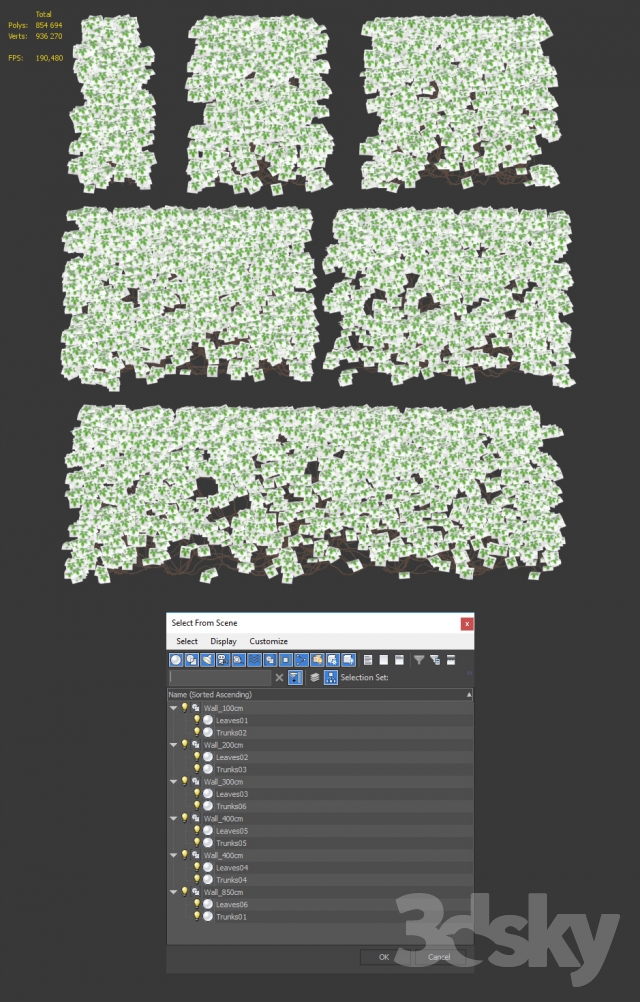 Total
Polys: 854 694
Verts: 936 270
FPS: 190,480
Select From Scene
x
Select Display Customize
Selection Set:
Name (Sorted Ascending)
Wall_100cm
Leaves01
Trunks02
Wall_200cm
Leaves02
Trunks03
Wall_300cm
Leaves03
Trunks06
Wall_400cm
Leaves05
Trunks05
Wall_400cm
Leaves04
Trunks04
Wall_850cm
Leaves06
Trunks01
OK Cancel
3dsky